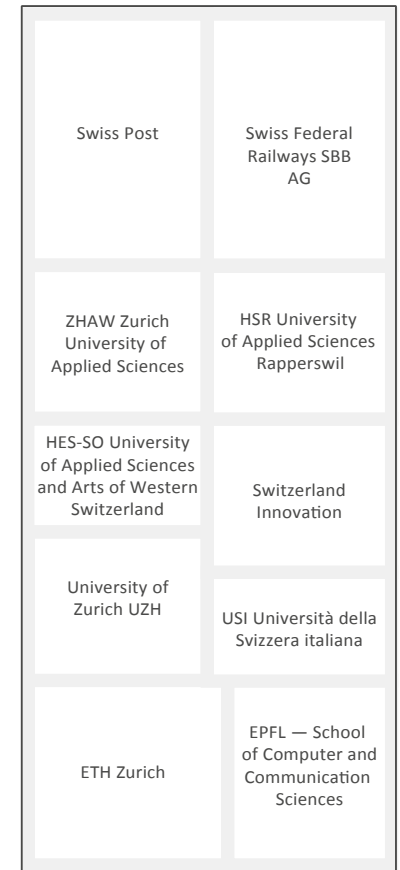 Swiss Post
Swiss Federal
Railways SBB
AG
ZHAW Zurich
University of
Applied Sciences
HSR University
of Applied Sciences
Rapperswil
HES-SO University
of Applied Sciences
and Arts of Western
Switzerland
Switzerland
Innovation
University of
Zurich UZH
USI Università della
Svizzera italiana
ETH Zurich
EPFL — School
of Computer and
Communication
Sciences